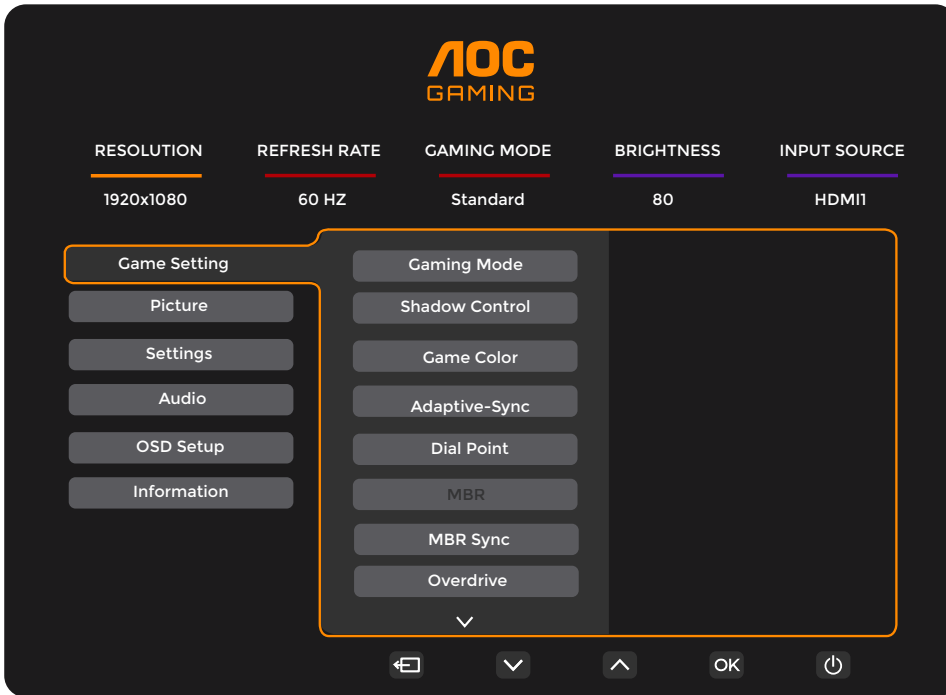 AOC
GAMING
RESOLUTION REFRESH RATE GAMING MODE BRIGHTNESS INPUT SOURCE
1920x1080 60 HZ Standard 80 HDMI1
Game Setting
Picture
Settings
Audio
OSD Setup
Information
Gaming Mode
Shadow Control
Game Color
Adaptive-Sync
Dial Point
MBR
MBR Sync
Overdrive
OK